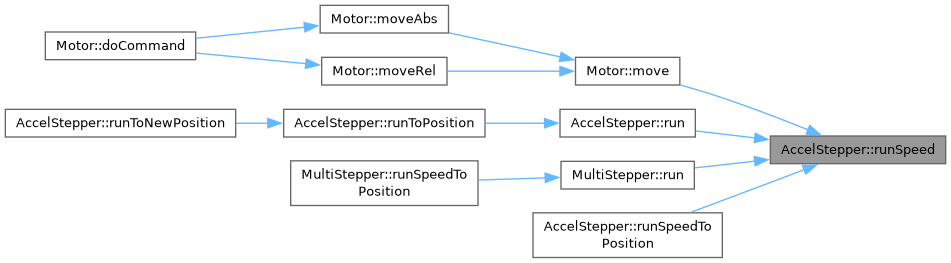 Motor::doCommand
Motor::moveAbs
Motor::moveRel
Motor::move
AccelStepper::runToNewPosition
AccelStepper::runToPosition
AccelStepper::run
AccelStepper::runSpeed
MultiStepper::runSpeedTo
Position
MultiStepper::run
AccelStepper::runSpeedTo
Position